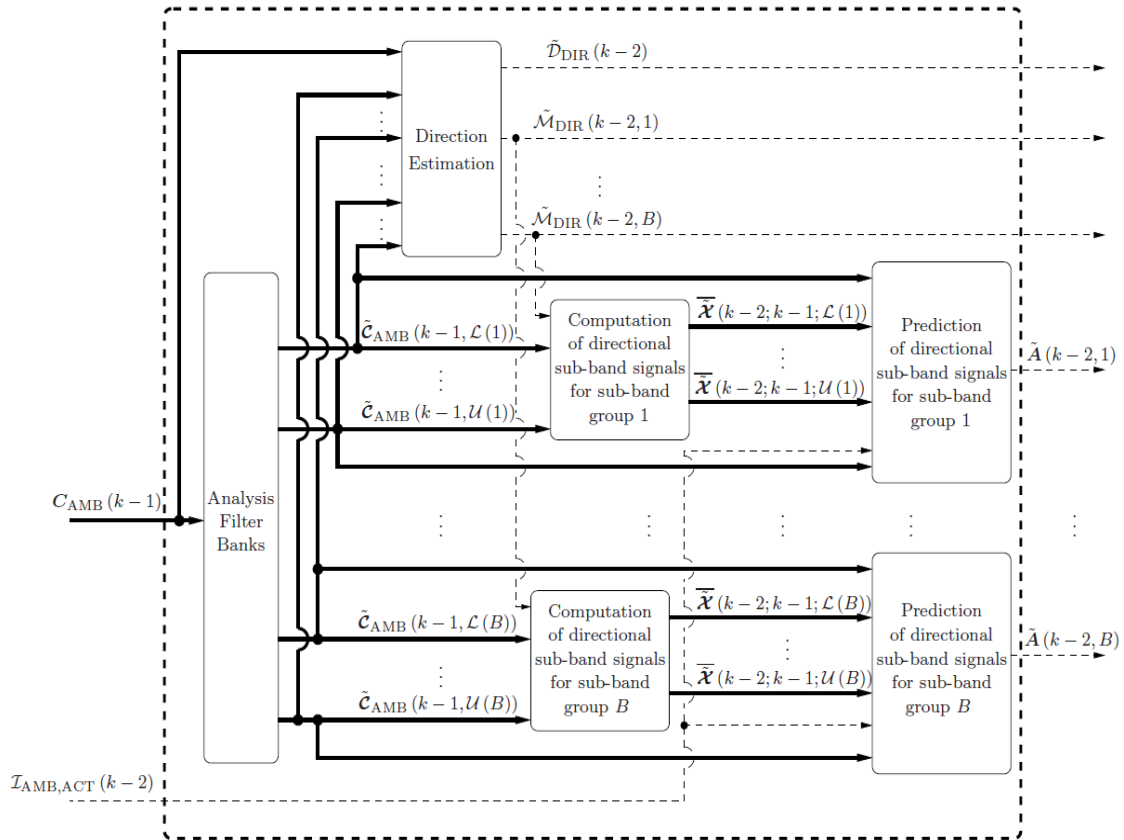 𝒟̃_DIR (k−2)
ℳ̃_DIR (k−2,1)
Direction
Estimation
ℳ̃_DIR (k−2, B)
𝓒̃_AMB (k−1, ℒ(1))
Computation
of directional
sub-band signals
for sub-band
group 1
𝓧̃̅ (k−2; k−1; ℒ(1))
Prediction
of directional
sub-band signals
for sub-band
group 1
Ã (k−2,1)
𝓧̃̅ (k−2; k−1; 𝒰(1))
𝓒̃_AMB (k−1, 𝒰(1))
C_AMB (k−1)
Analysis
Filter
Banks
𝓒̃_AMB (k−1, ℒ(B))
Computation
of directional
sub-band signals
for sub-band
group B
𝓧̃̅ (k−2; k−1; ℒ(B))
Prediction
of directional
sub-band signals
for sub-band
group B
Ã (k−2, B)
𝓧̃̅ (k−2; k−1; 𝒰(B))
𝓒̃_AMB (k−1, 𝒰(B))
ℐ_AMB,ACT (k−2)